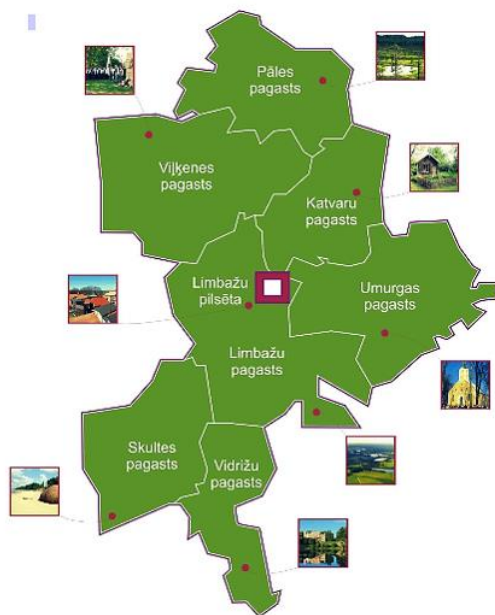 Pāles
pagasts
Viļķenes
pagasts
Katvaru
pagasts
Limbažu
pilsēta
Umurgas
pagasts
Limbažu
pagasts
Skultes
pagasts
Vidrižu
pagasts